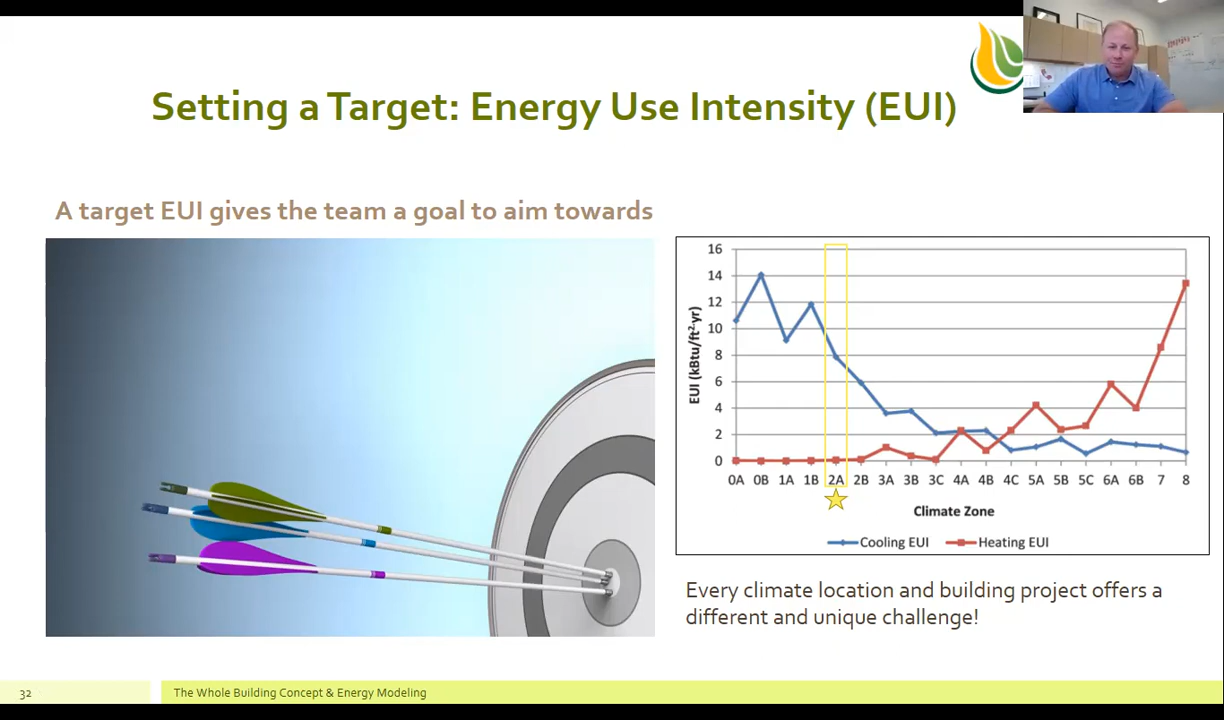 Setting a Target: Energy Use Intensity (EUI)
A target EUI gives the team a goal to aim towards
16
14
12
10
8
6
4
2
0
EUI (kBtu/ft²·yr)
0A 0B 1A 1B 2A 2B 3A 3B 3C 4A 4B 4C 5A 5B 5C 6A 6B 7 8
Climate Zone
Cooling EUI Heating EUI
Every climate location and building project offers a
different and unique challenge!
32 The Whole Building Concept & Energy Modeling